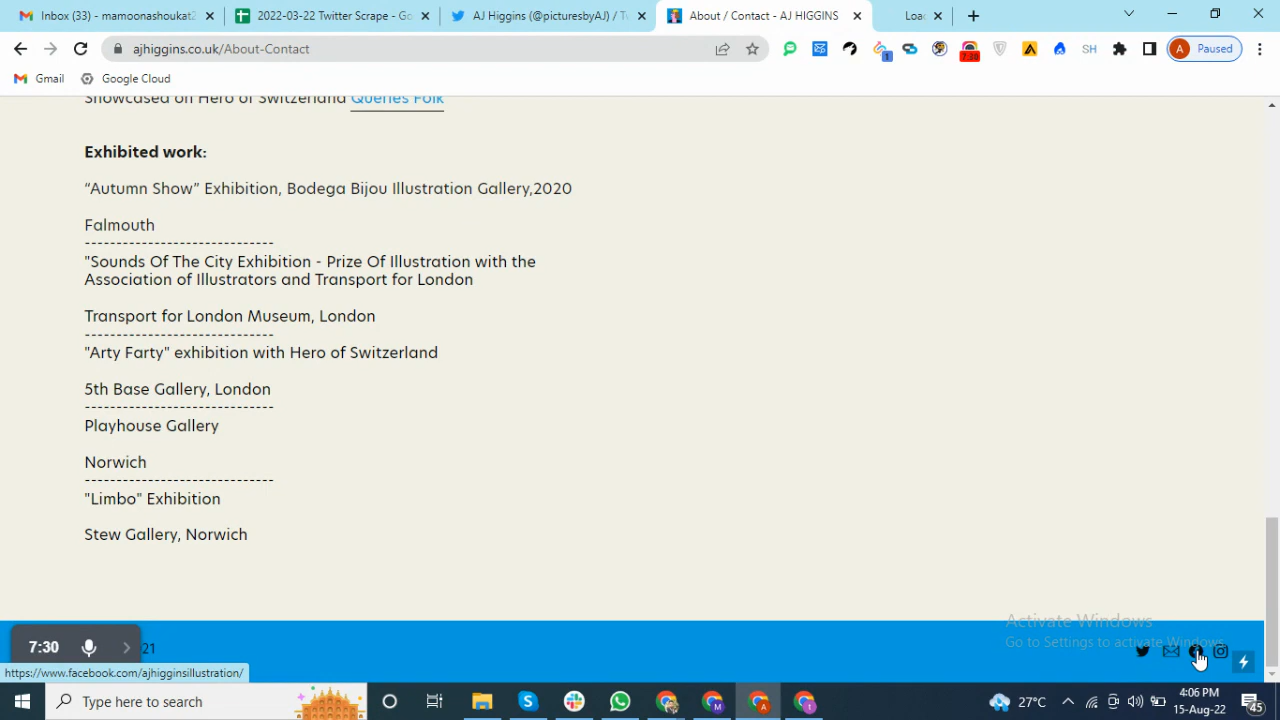 Inbox (33) - mamoonashoukat2
2022-03-22 Twitter Scrape - Go
AJ Higgins (@picturesbyAJ) / T
About / Contact - AJ HIGGINS
Loa
ajhiggins.co.uk/About-Contact
1
7:30
SH
A Paused
Gmail
Google Cloud
Showcased on Hero of Switzerland Queries Folk
Exhibited work:
“Autumn Show” Exhibition, Bodega Bijou Illustration Gallery,2020
Falmouth
------------------------------
"Sounds Of The City Exhibition - Prize Of Illustration with the
Association of Illustrators and Transport for London
Transport for London Museum, London
------------------------------
"Arty Farty" exhibition with Hero of Switzerland
5th Base Gallery, London
------------------------------
Playhouse Gallery
Norwich
------------------------------
"Limbo" Exhibition
Stew Gallery, Norwich
Activate Windows
Go to Settings to activate Windows.
7:30
21
https://www.facebook.com/ajhigginsillustration/
Type here to search
27°C
4:06 PM
15-Aug-22
45